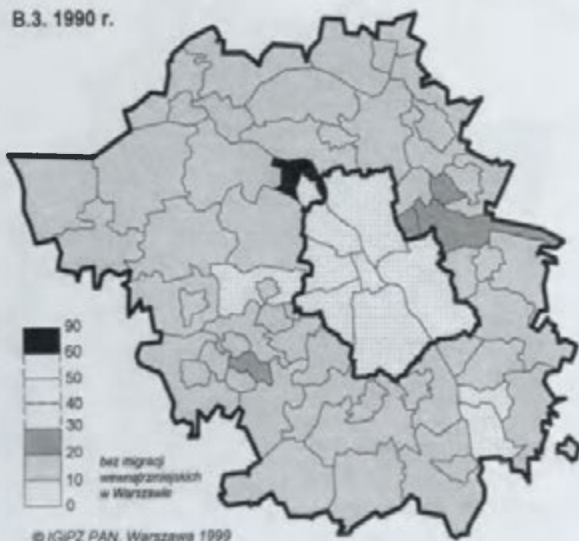 B.3. 1990 r.
90
60
50
40
30
20
10
0
bez migracji
wewnątrzmiejskich
w Warszawie
© IGiPZ PAN, Warszawa 1999